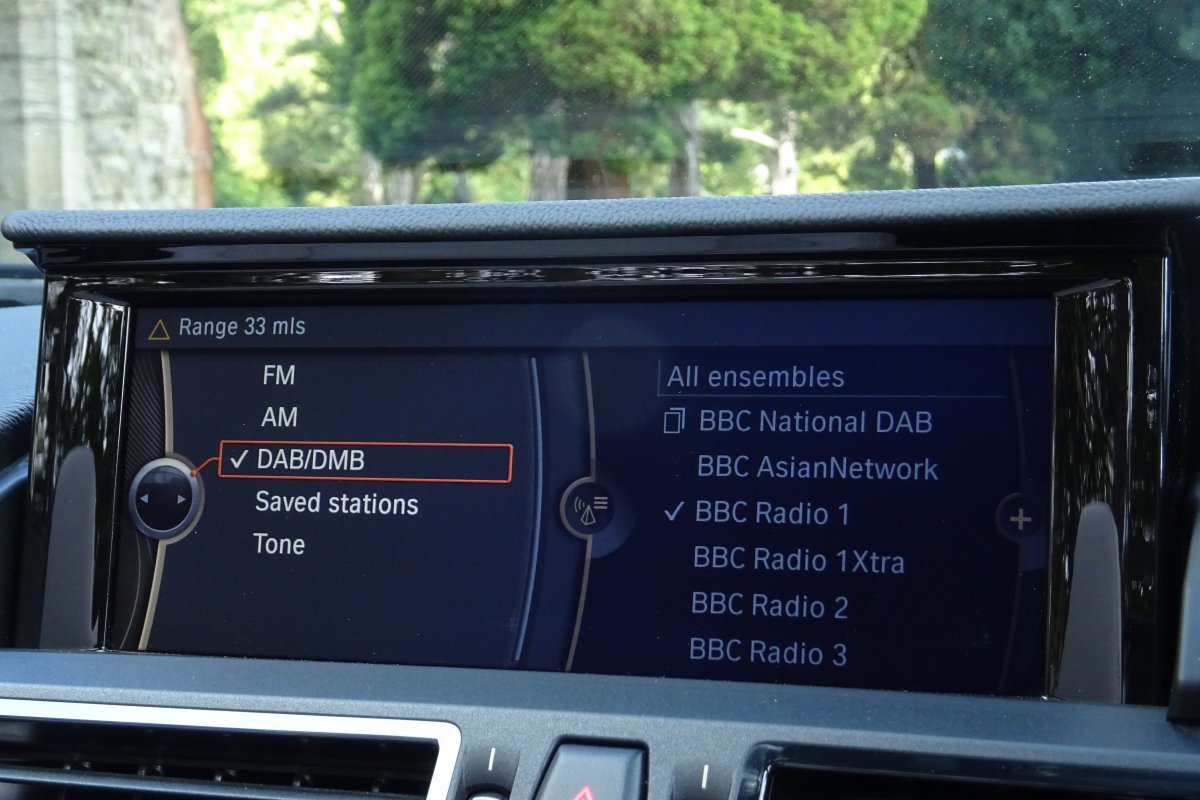 Range 33 mls
FM
AM
✓ DAB/DMB
Saved stations
Tone
All ensembles
BBC National DAB
BBC AsianNetwork
✓ BBC Radio 1
BBC Radio 1Xtra
BBC Radio 2
BBC Radio 3